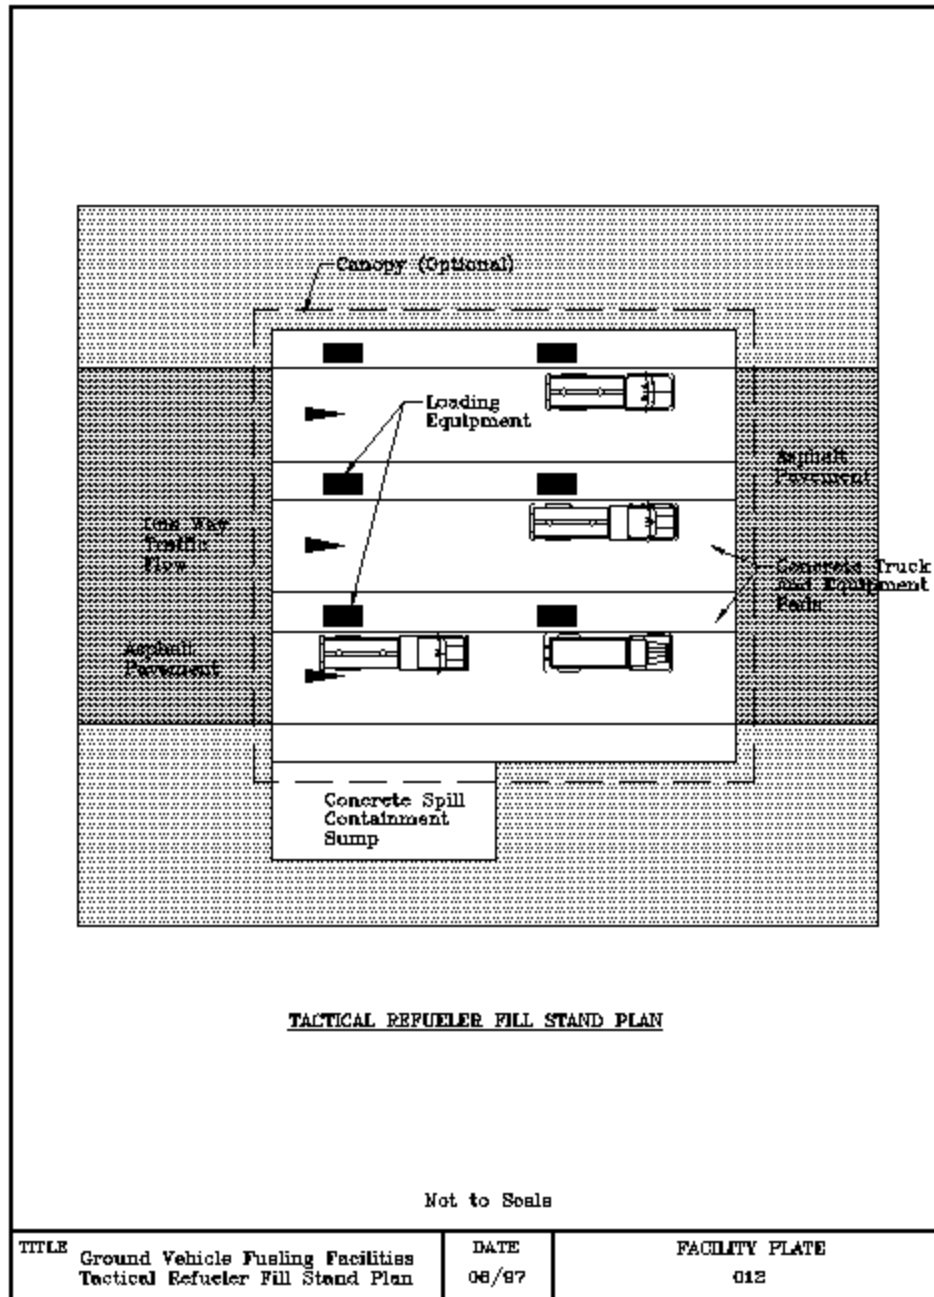 Canopy (Optional)
Loading
Equipment
Asphalt
Pavement
One Way
Traffic
Flow
Concrete Truck
and Equipment
Pads
Asphalt
Pavement
Concrete Spill
Containment
Sump
TACTICAL REFUELER FILL STAND PLAN
Not to Scale
TITLE
Ground Vehicle Fueling Facilities
Tactical Refueler Fill Stand Plan
DATE
06/97
FACILITY PLATE
012